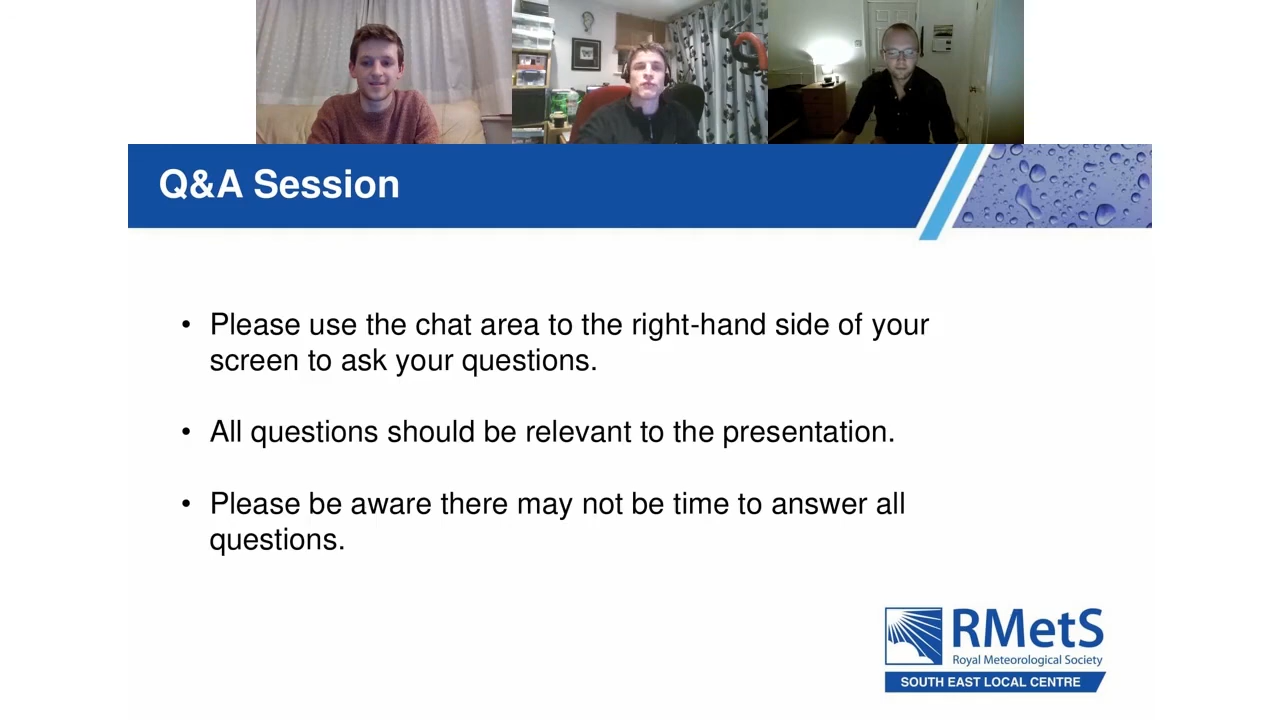 Q&A Session
• Please use the chat area to the right-hand side of your
screen to ask your questions.
• All questions should be relevant to the presentation.
• Please be aware there may not be time to answer all
questions.
RMetS
Royal Meteorological Society
SOUTH EAST LOCAL CENTRE